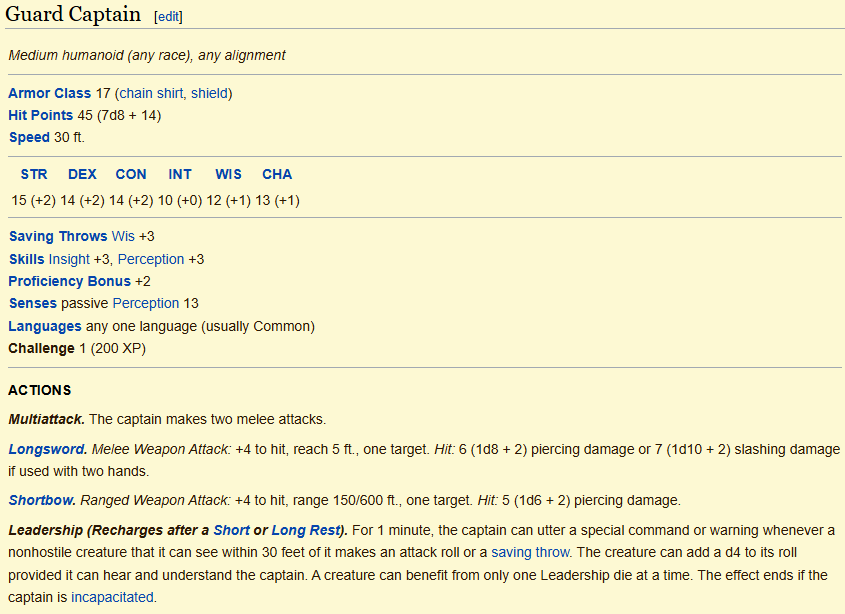 Guard Captain [edit]
Medium humanoid (any race), any alignment
Armor Class 17 (chain shirt, shield)
Hit Points 45 (7d8 + 14)
Speed 30 ft.
STR DEX CON INT WIS CHA
15 (+2) 14 (+2) 14 (+2) 10 (+0) 12 (+1) 13 (+1)
Saving Throws Wis +3
Skills Insight +3, Perception +3
Proficiency Bonus +2
Senses passive Perception 13
Languages any one language (usually Common)
Challenge 1 (200 XP)
ACTIONS
Multiattack. The captain makes two melee attacks.
Longsword. Melee Weapon Attack: +4 to hit, reach 5 ft., one target. Hit: 6 (1d8 + 2) piercing damage or 7 (1d10 + 2) slashing damage
if used with two hands.
Shortbow. Ranged Weapon Attack: +4 to hit, range 150/600 ft., one target. Hit: 5 (1d6 + 2) piercing damage.
Leadership (Recharges after a Short or Long Rest). For 1 minute, the captain can utter a special command or warning whenever a
nonhostile creature that it can see within 30 feet of it makes an attack roll or a saving throw. The creature can add a d4 to its roll
provided it can hear and understand the captain. A creature can benefit from only one Leadership die at a time. The effect ends if the
captain is incapacitated.